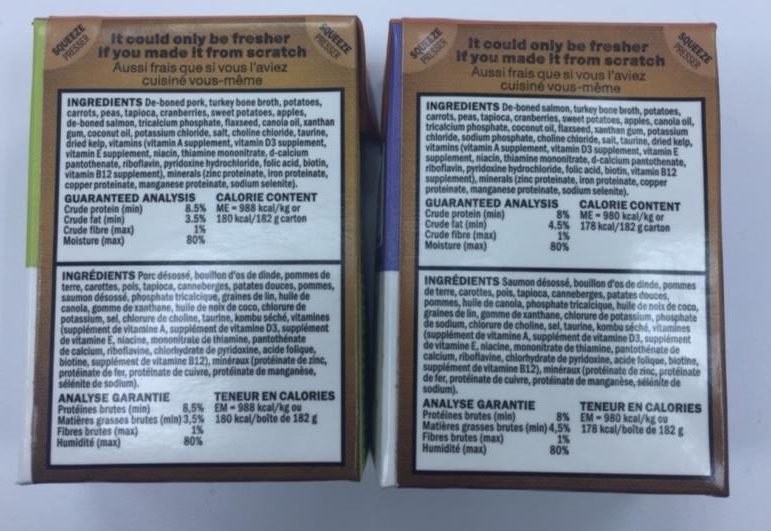 SQUEEZE
PRESSER
It could only be fresher
if you made it from scratch
Aussi frais que si vous l'aviez
cuisiné vous-même
SQUEEZE
PRESSER
INGREDIENTS De-boned pork, turkey bone broth, potatoes,
carrots, peas, tapioca, cranberries, sweet potatoes, apples,
de-boned salmon, tricalcium phosphate, flaxseed, canola oil, xanthan
gum, coconut oil, potassium chloride, salt, choline chloride, taurine,
dried kelp, vitamins (vitamin A supplement, vitamin D3 supplement,
vitamin E supplement, niacin, thiamine mononitrate, d-calcium
pantothenate, riboflavin, pyridoxine hydrochloride, folic acid, biotin,
vitamin B12 supplement), minerals (zinc proteinate, iron proteinate,
copper proteinate, manganese proteinate, sodium selenite).
GUARANTEED ANALYSIS CALORIE CONTENT
Crude protein (min) 8.5% ME = 988 kcal/kg or
Crude fat (min) 3.5% 180 kcal/182 g carton
Crude fibre (max) 1%
Moisture (max) 80%
INGRÉDIENTS Porc désossé, bouillon d'os de dinde, pommes de
terre, carottes, pois, tapioca, canneberges, patates douces, pommes,
saumon désossé, phosphate tricalcique, graines de lin, huile de
canola, gomme de xanthane, huile de noix de coco, chlorure de
potassium, sel, chlorure de choline, taurine, kombu séché, vitamines
(supplément de vitamine A, supplément de vitamine D3, supplément
de vitamine E, niacine, mononitrate de thiamine, pantothénate
de calcium, riboflavine, chlorhydrate de pyridoxine, acide folique,
biotine, supplément de vitamine B12), minéraux (protéinate de zinc,
protéinate de fer, protéinate de cuivre, protéinate de manganèse,
sélénite de sodium).
ANALYSE GARANTIE TENEUR EN CALORIES
Protéines brutes (min) 8,5% EM = 988 kcal/kg ou
Matières grasses brutes (min) 3,5% 180 kcal/boîte de 182 g
Fibres brutes (max) 1%
Humidité (max) 80%
SQUEEZE
PRESSER
It could only be fresher
if you made it from scratch
Aussi frais que si vous l'aviez
cuisiné vous-même
SQUEEZE
PRESSER
INGREDIENTS De-boned salmon, turkey bone broth, potatoes,
carrots, peas, tapioca, cranberries, sweet potatoes, apples, canola oil,
tricalcium phosphate, coconut oil, flaxseed, xanthan gum, potassium
chloride, sodium phosphate, choline chloride, salt, taurine, dried kelp,
vitamins (vitamin A supplement, vitamin D3 supplement, vitamin E
supplement, niacin, thiamine mononitrate, d-calcium pantothenate,
riboflavin, pyridoxine hydrochloride, folic acid, biotin, vitamin B12
supplement), minerals (zinc proteinate, iron proteinate, copper
proteinate, manganese proteinate, sodium selenite).
GUARANTEED ANALYSIS CALORIE CONTENT
Crude protein (min) 8% ME = 980 kcal/kg or
Crude fat (min) 4.5% 178 kcal/182 g carton
Crude fibre (max) 1%
Moisture (max) 80%
INGRÉDIENTS Saumon désossé, bouillon d'os de dinde, pommes
de terre, carottes, pois, tapioca, canneberges, patates douces,
pommes, huile de canola, phosphate tricalcique, huile de noix de coco,
graines de lin, gomme de xanthane, chlorure de potassium, phosphate
de sodium, chlorure de choline, sel, taurine, kombu séché, vitamines
(supplément de vitamine A, supplément de vitamine D3, supplément
de vitamine E, niacine, mononitrate de thiamine, pantothénate de
calcium, riboflavine, chlorhydrate de pyridoxine, acide folique, biotine,
supplément de vitamine B12), minéraux (protéinate de zinc, protéinate
de fer, protéinate de cuivre, protéinate de manganèse, sélénite de
sodium).
ANALYSE GARANTIE TENEUR EN CALORIES
Protéines brutes (min) 8% EM = 980 kcal/kg ou
Matières grasses brutes (min) 4,5% 178 kcal/boîte de 182 g
Fibres brutes (max) 1%
Humidité (max) 80%